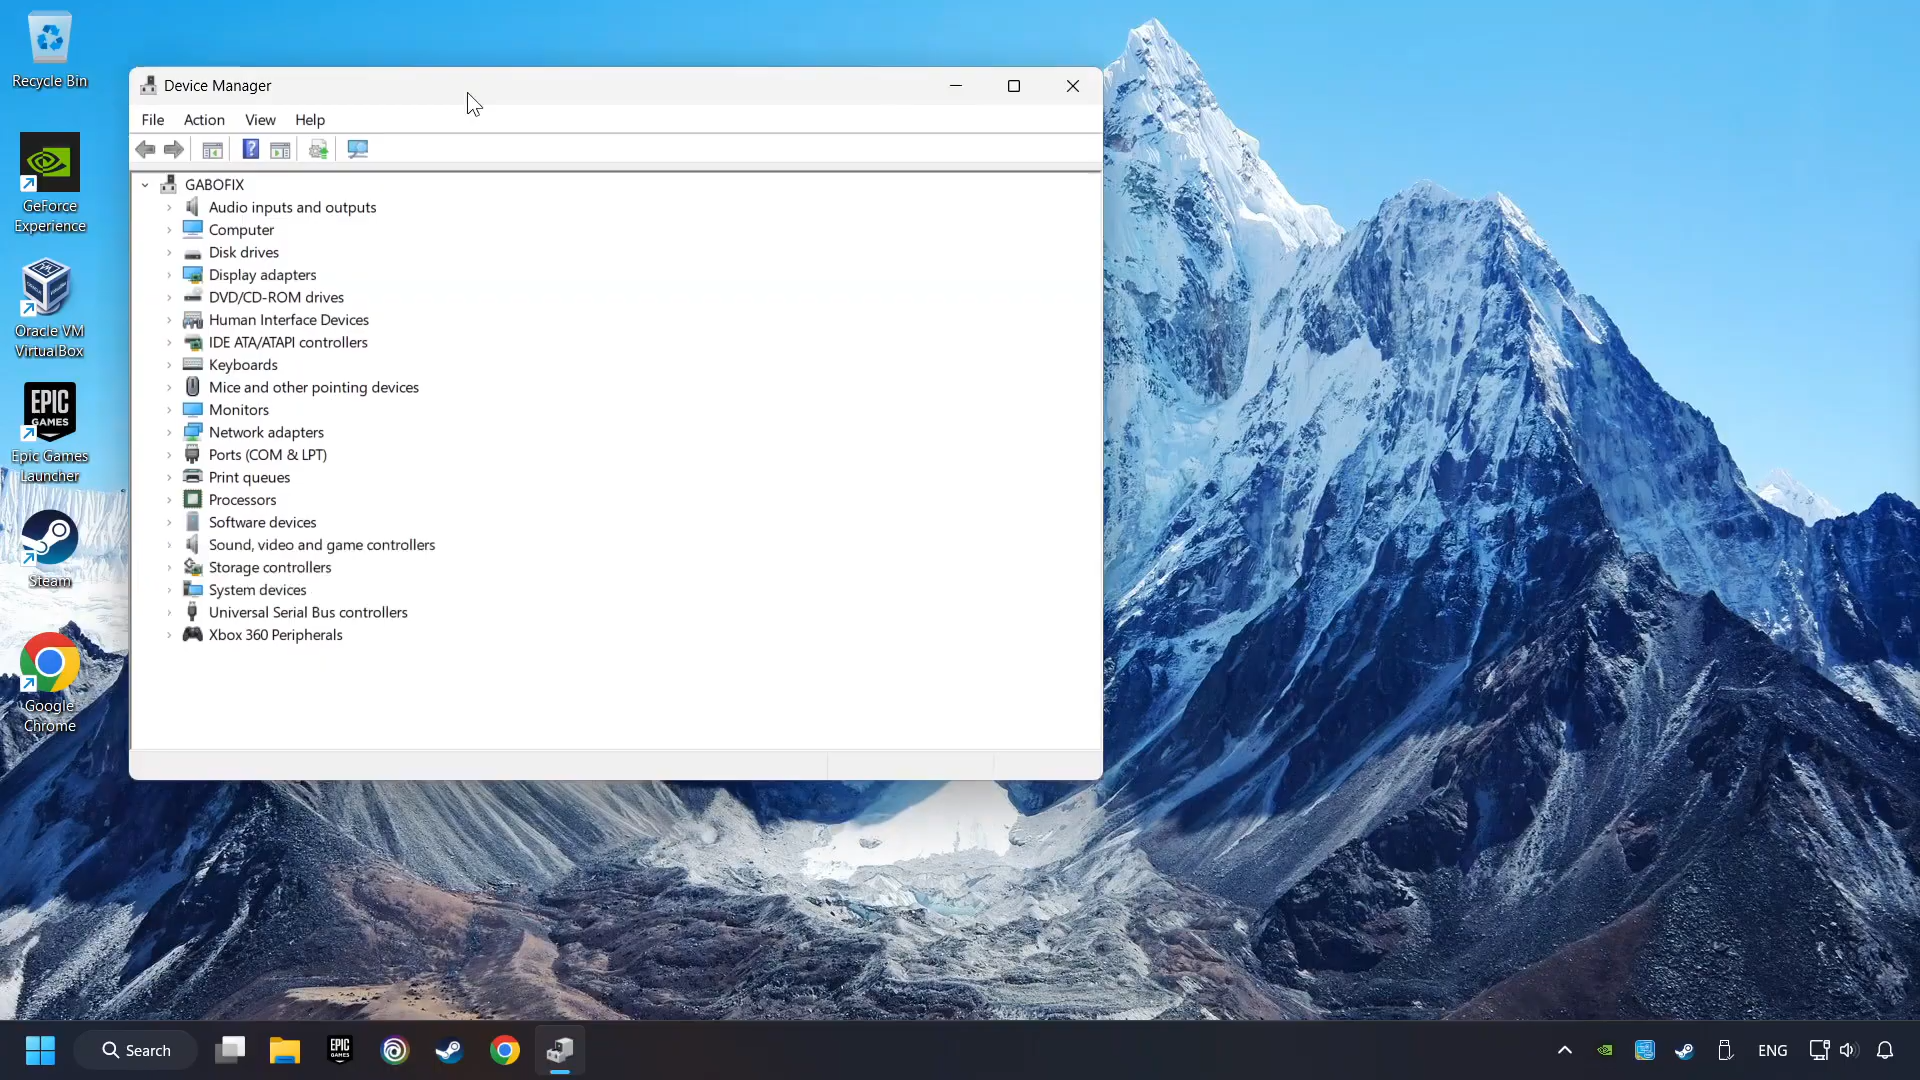 Recycle Bin
GeForce
Experience
Oracle VM
VirtualBox
EPIC
GAMES
Epic Games
Launcher
Steam
Google
Chrome
Device Manager
File Action View Help
GABOFIX
Audio inputs and outputs
Computer
Disk drives
Display adapters
DVD/CD-ROM drives
Human Interface Devices
IDE ATA/ATAPI controllers
Keyboards
Mice and other pointing devices
Monitors
Network adapters
Ports (COM & LPT)
Print queues
Processors
Software devices
Sound, video and game controllers
Storage controllers
System devices
Universal Serial Bus controllers
Xbox 360 Peripherals
Search
EPIC
GAMES
ENG